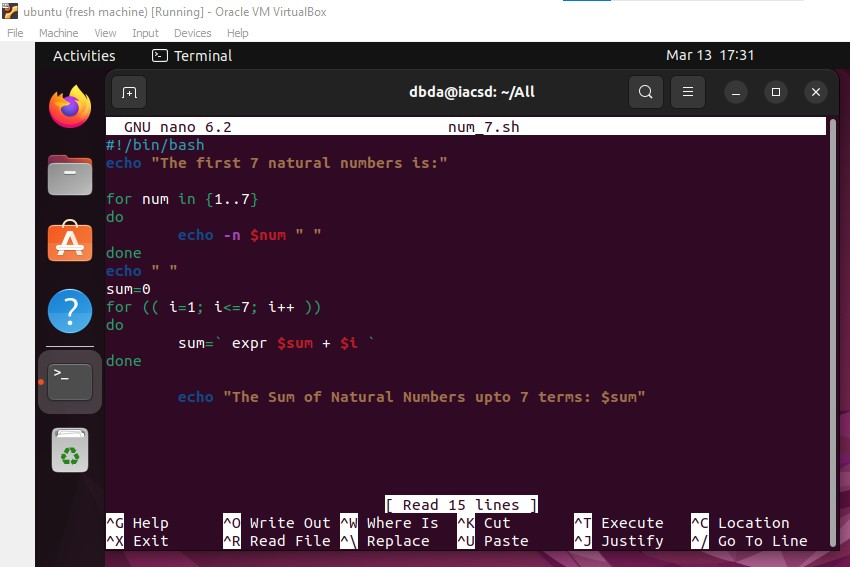 ubuntu (fresh machine) [Running] - Oracle VM VirtualBox
File Machine View Input Devices Help
Activities Terminal Mar 13 17:31
dbda@iacsd: ~/All
GNU nano 6.2 num_7.sh
#!/bin/bash
echo "The first 7 natural numbers is:"
for num in {1..7}
do
echo -n $num " "
done
echo " "
sum=0
for (( i=1; i<=7; i++ ))
do
sum=` expr $sum + $i `
done
echo "The Sum of Natural Numbers upto 7 terms: $sum"
[ Read 15 lines ]
^G Help ^O Write Out ^W Where Is ^K Cut ^T Execute ^C Location
^X Exit ^R Read File ^\ Replace ^U Paste ^J Justify ^/ Go To Line